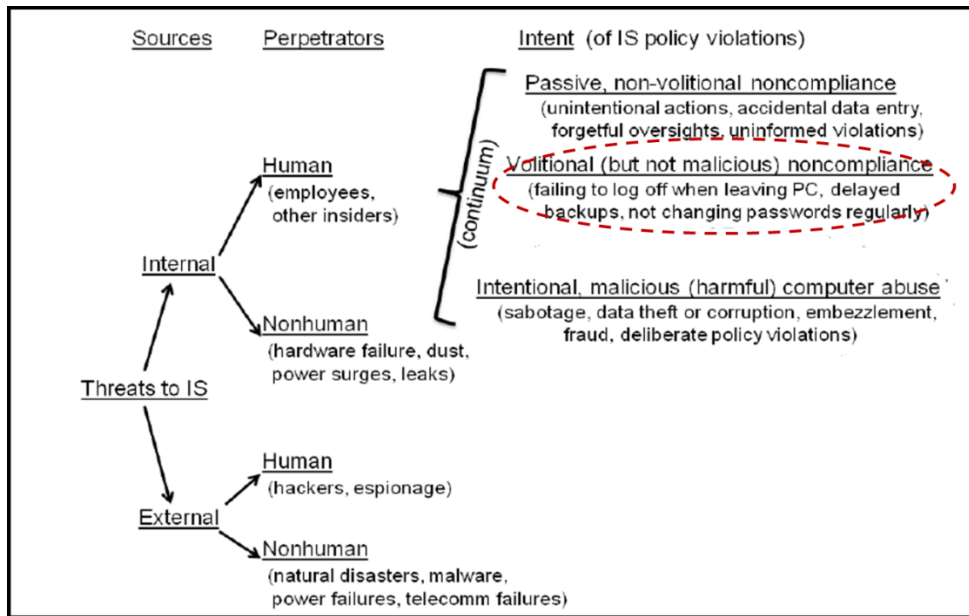 Sources Perpetrators Intent (of IS policy violations)
Passive, non-volitional noncompliance
(unintentional actions, accidental data entry,
forgetful oversights, uninformed violations)
Human
(employees,
other insiders)
(continuum)
Volitional (but not malicious) noncompliance
(failing to log off when leaving PC, delayed
backups, not changing passwords regularly)
Internal
Intentional, malicious (harmful) computer abuse
(sabotage, data theft or corruption, embezzlement,
fraud, deliberate policy violations)
Nonhuman
(hardware failure, dust,
power surges, leaks)
Threats to IS
Human
(hackers, espionage)
External
Nonhuman
(natural disasters, malware,
power failures, telecomm failures)